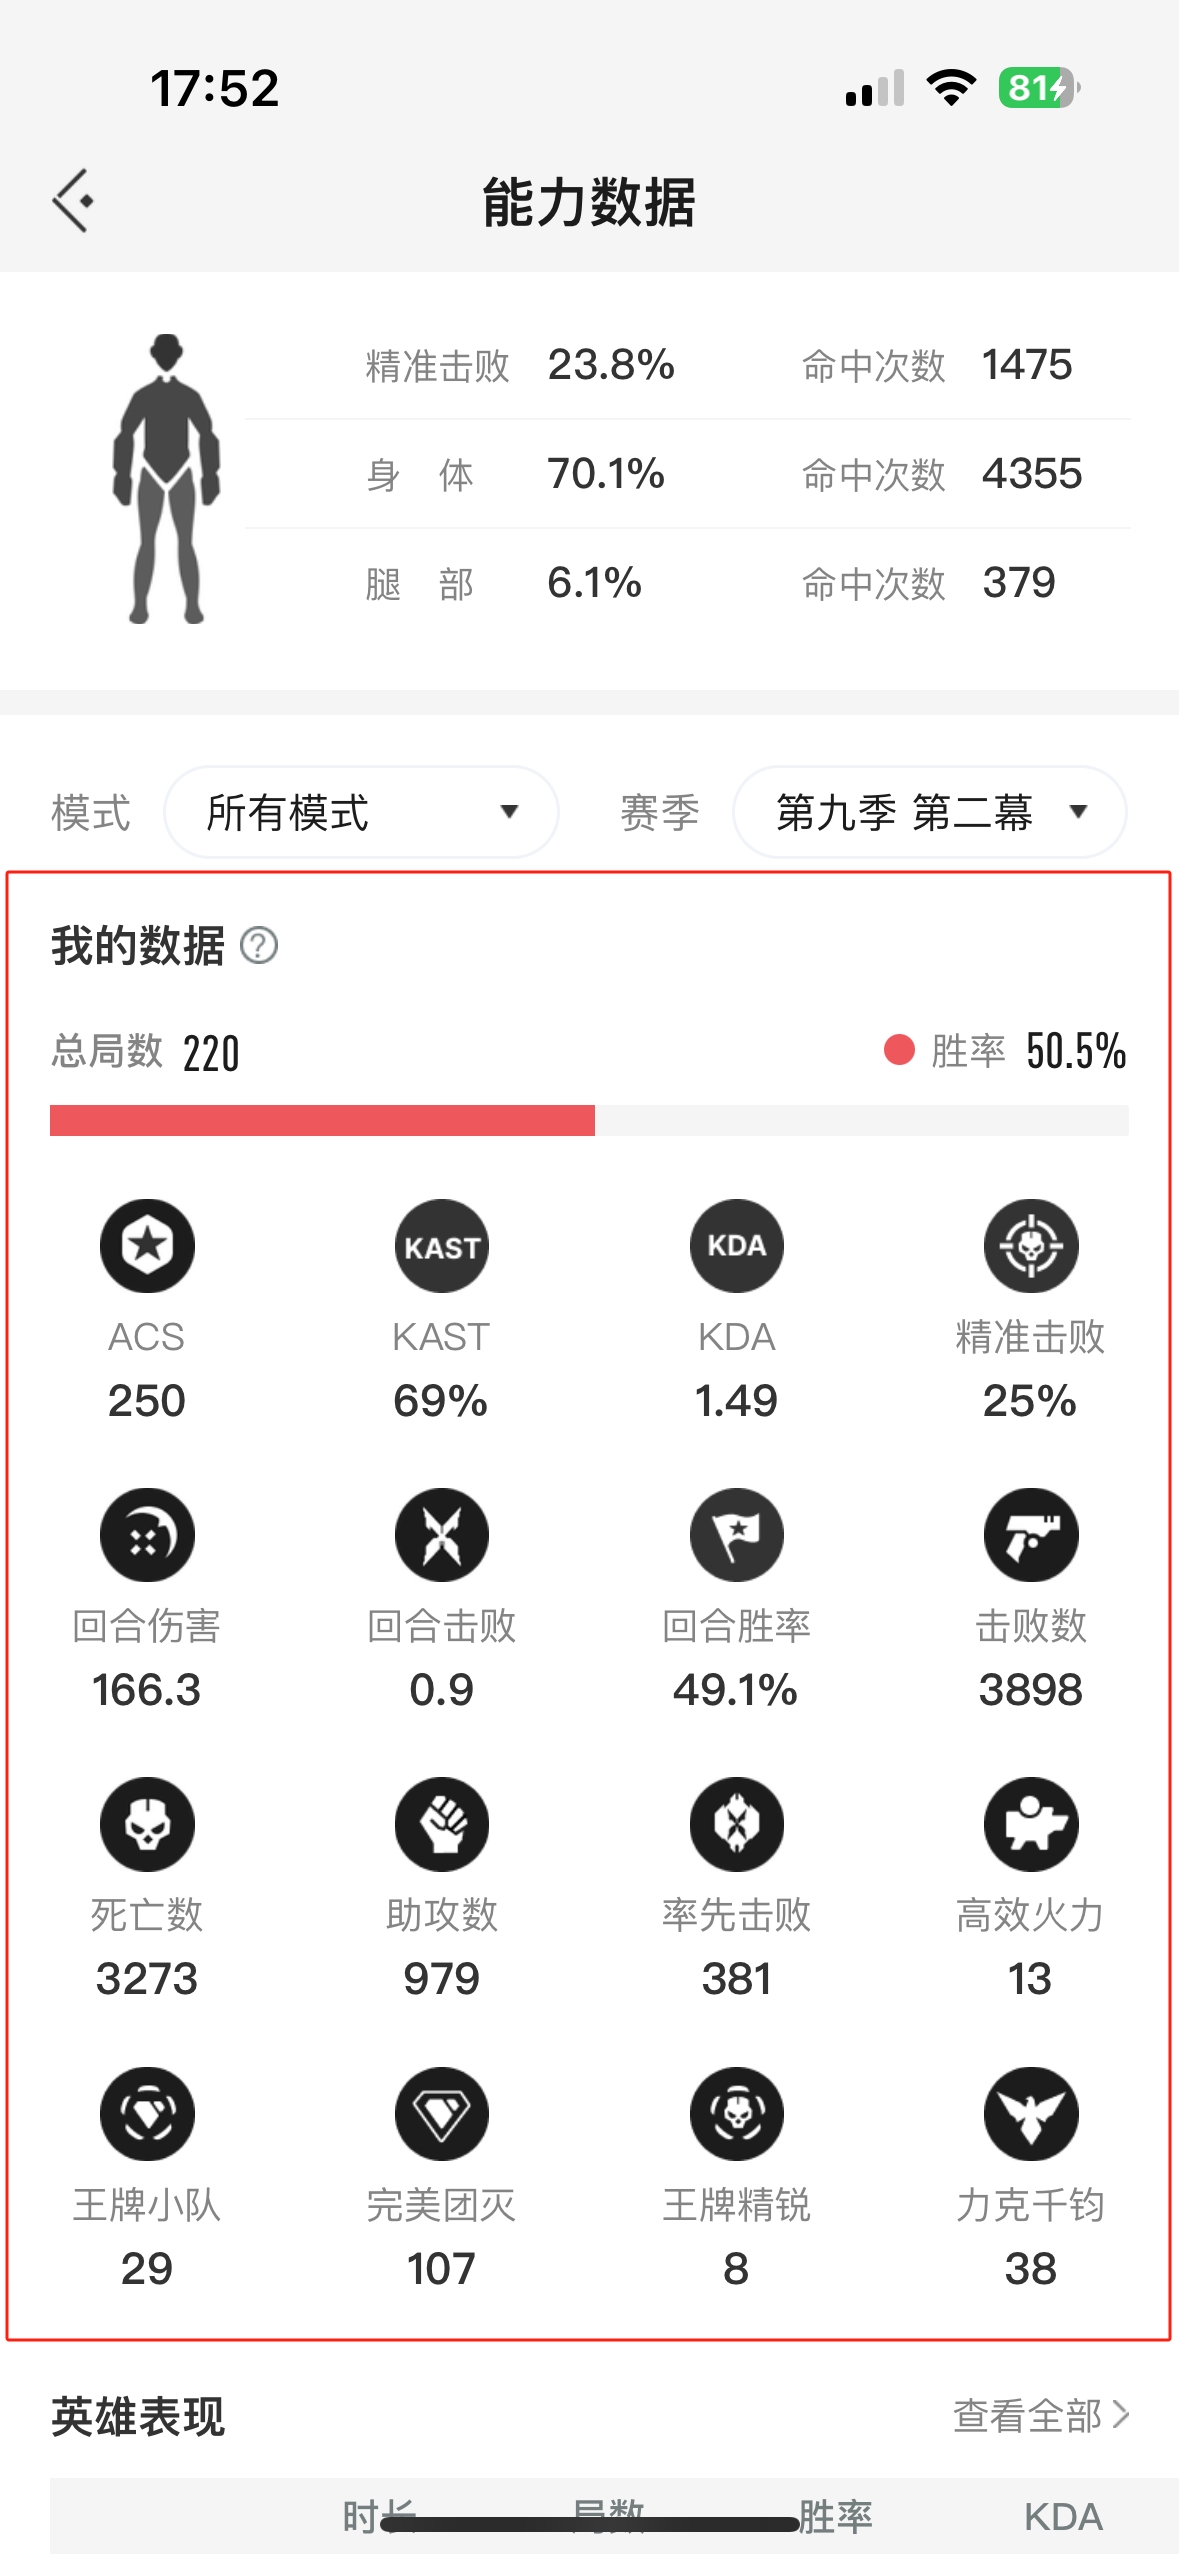 17:52
81
能力数据
精准击败 23.8% 命中次数 1475
身 体 70.1% 命中次数 4355
腿 部 6.1% 命中次数 379
模式 所有模式 赛季 第九季 第二幕
我的数据 ?
总局数 220 胜率 50.5%
KAST KDA
ACS KAST KDA 精准击败
250 69% 1.49 25%
回合伤害 回合击败 回合胜率 击败数
166.3 0.9 49.1% 3898
死亡数 助攻数 率先击败 高效火力
3273 979 381 13
王牌小队 完美团灭 王牌精锐 力克千钧
29 107 8 38
英雄表现 查看全部
时长 局数 胜率 KDA